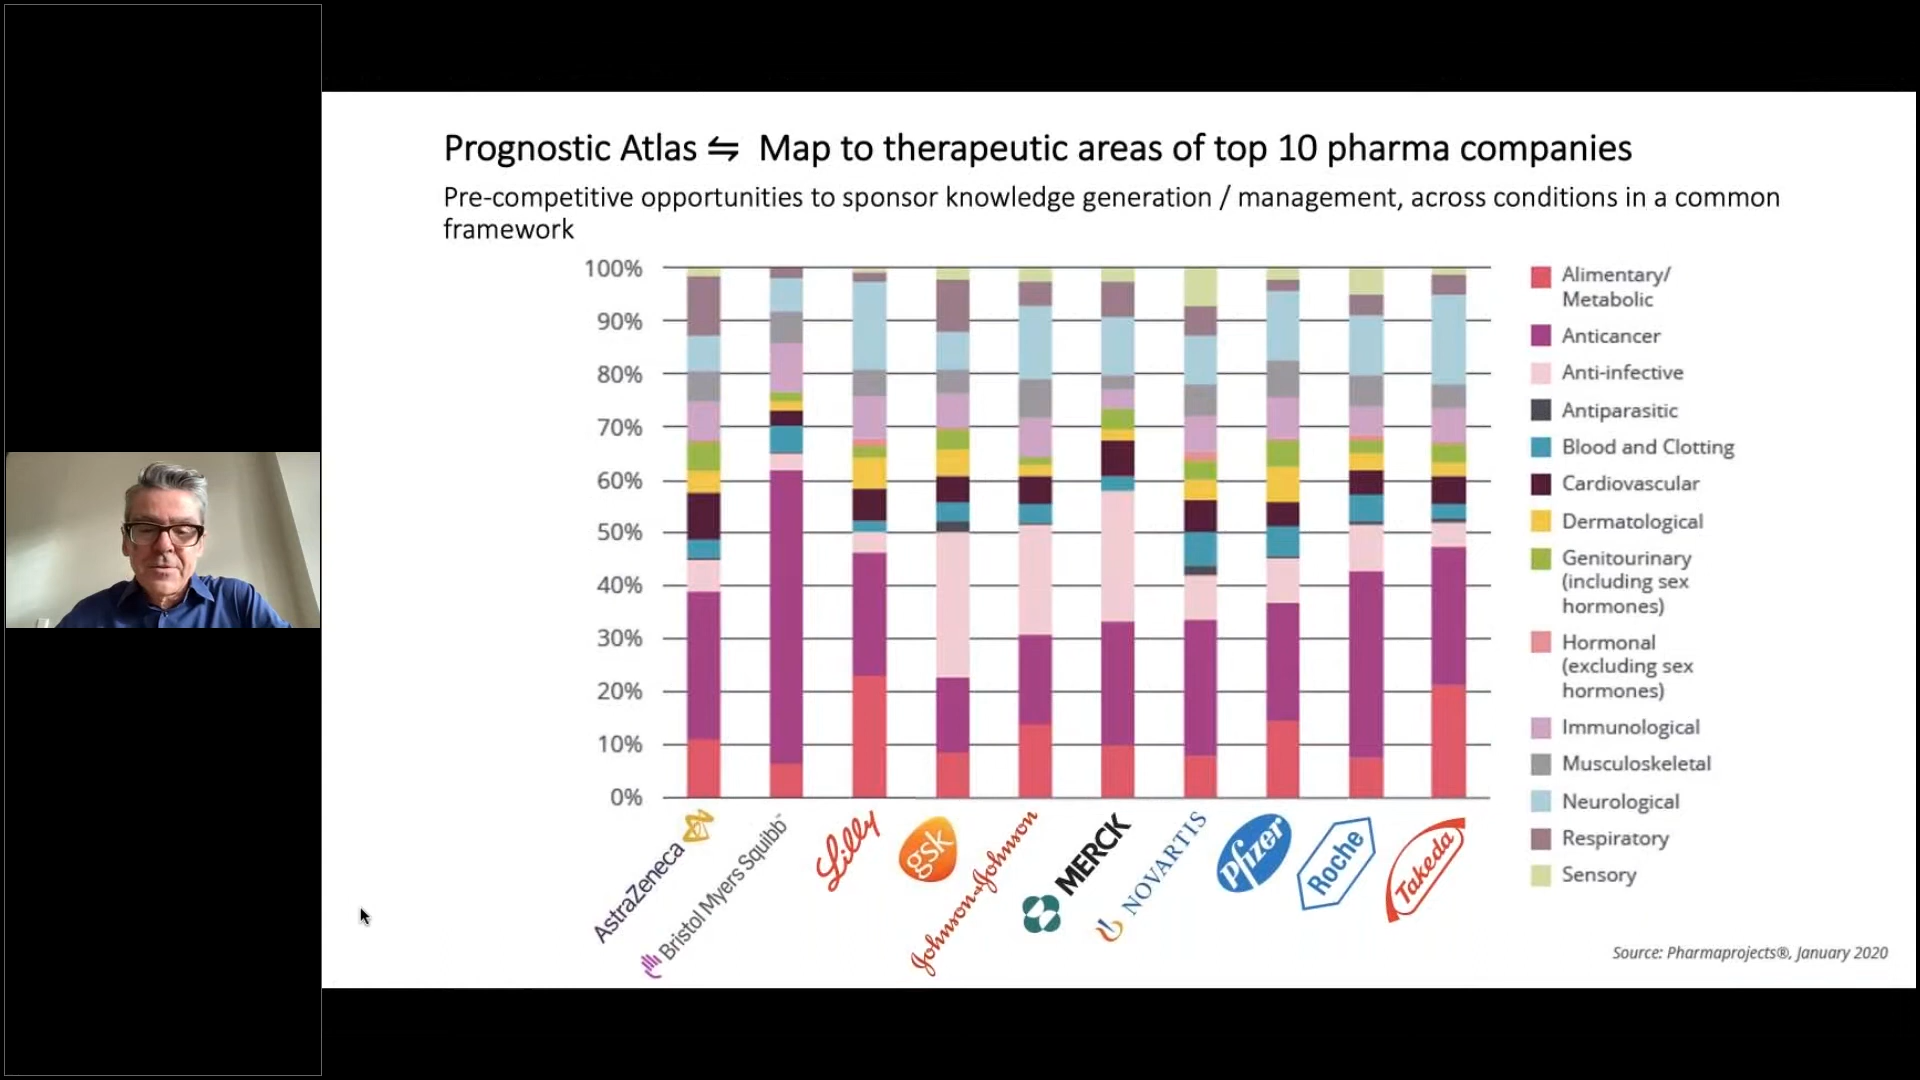 Prognostic Atlas ⇋ Map to therapeutic areas of top 10 pharma companies
Pre-competitive opportunities to sponsor knowledge generation / management, across conditions in a common
framework
100%
90%
80%
70%
60%
50%
40%
30%
20%
10%
0%
AstraZeneca
Bristol Myers Squibb™
Lilly
gsk
Johnson&Johnson
MERCK
NOVARTIS
Pfizer
Roche
Takeda
Alimentary/
Metabolic
Anticancer
Anti-infective
Antiparasitic
Blood and Clotting
Cardiovascular
Dermatological
Genitourinary
(including sex
hormones)
Hormonal
(excluding sex
hormones)
Immunological
Musculoskeletal
Neurological
Respiratory
Sensory
Source: Pharmaprojects®, January 2020